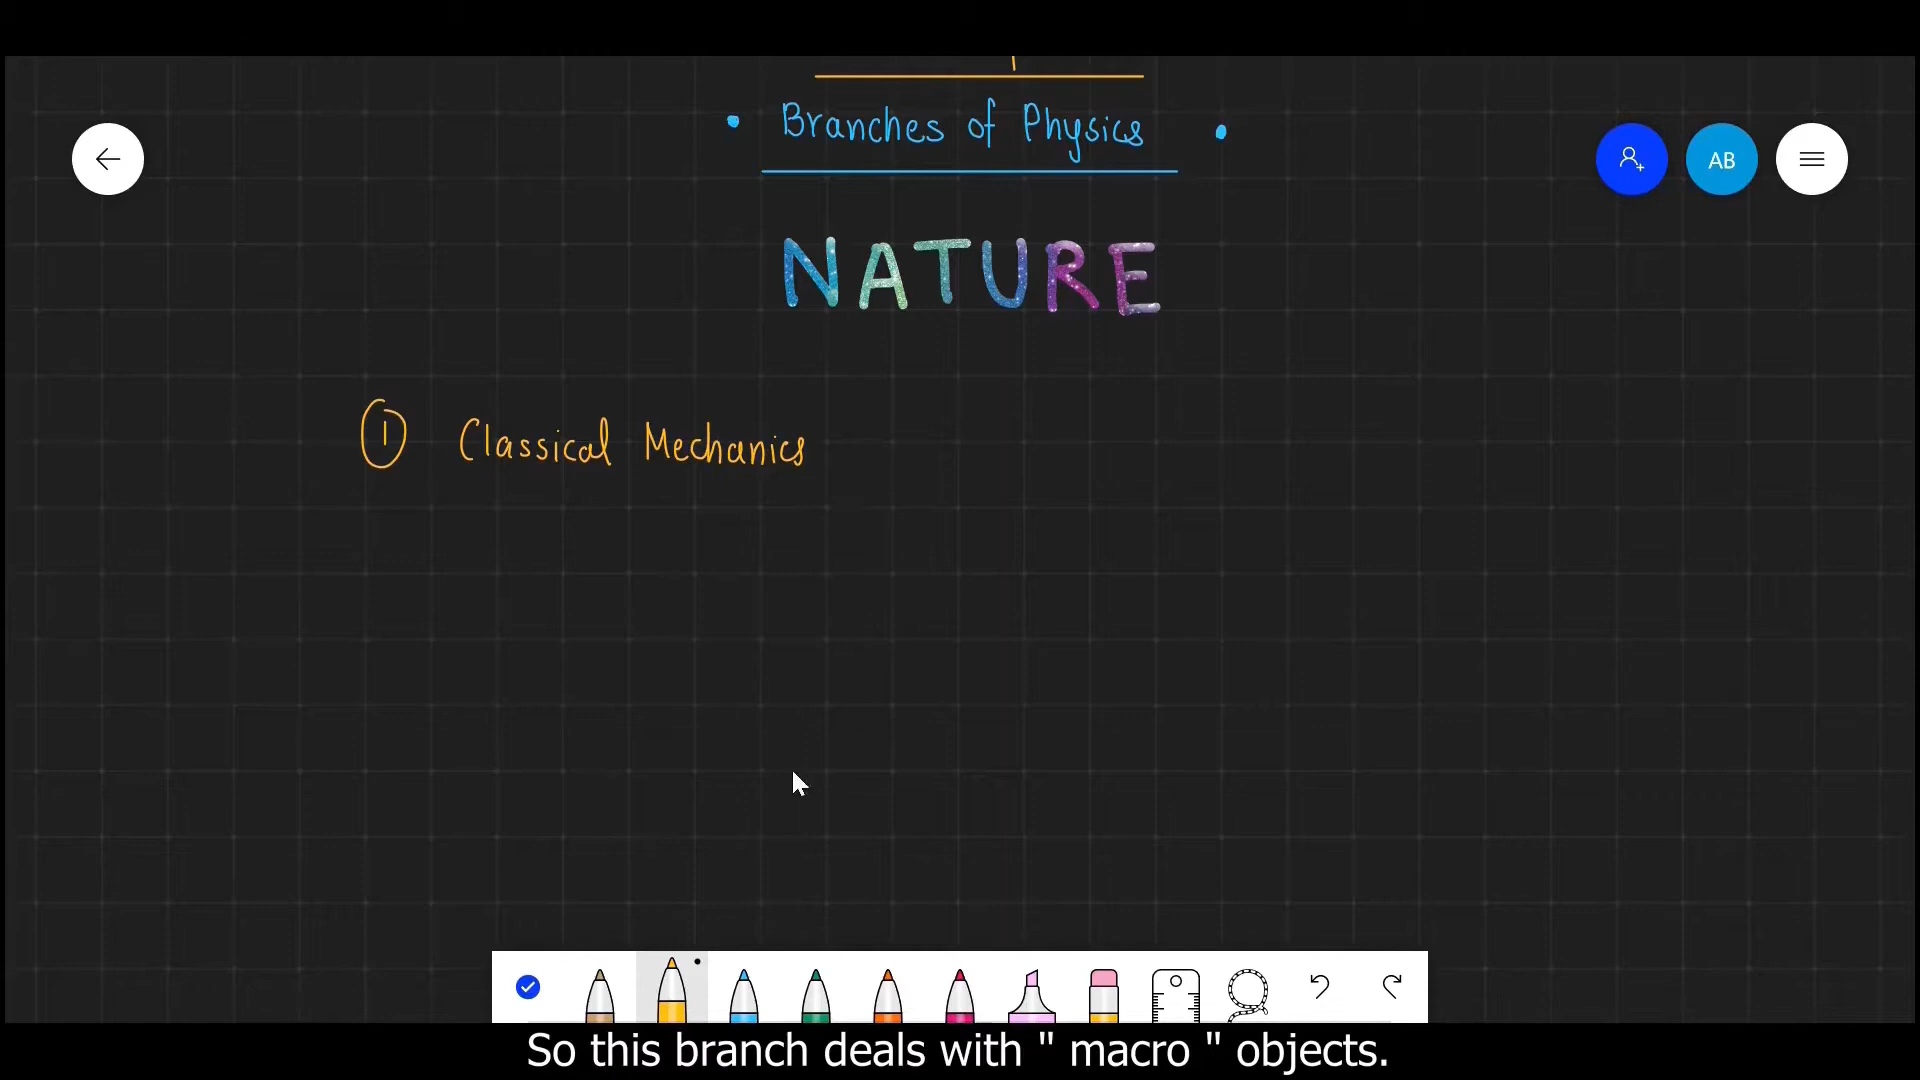 • Branches of Physics •
NATURE
① Classical Mechanics
AB
So this branch deals with " macro " objects.